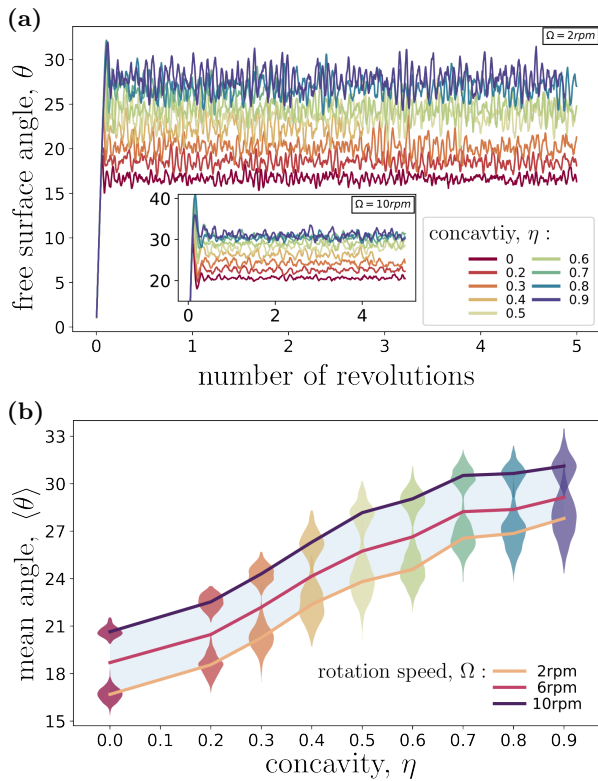 (a)
Ω = 2rpm
free surface angle, θ
30
25
20
15
10
5
0
Ω = 10rpm
40
30
20
0 2 4
concavtiy, η :
0 0.6
0.2 0.7
0.3 0.8
0.4 0.9
0.5
0 1 2 3 4 5
number of revolutions
(b)
mean angle, ⟨θ⟩
33
30
27
24
21
18
15
rotation speed, Ω :
2rpm
6rpm
10rpm
0.0 0.1 0.2 0.3 0.4 0.5 0.6 0.7 0.8 0.9
concavity, η